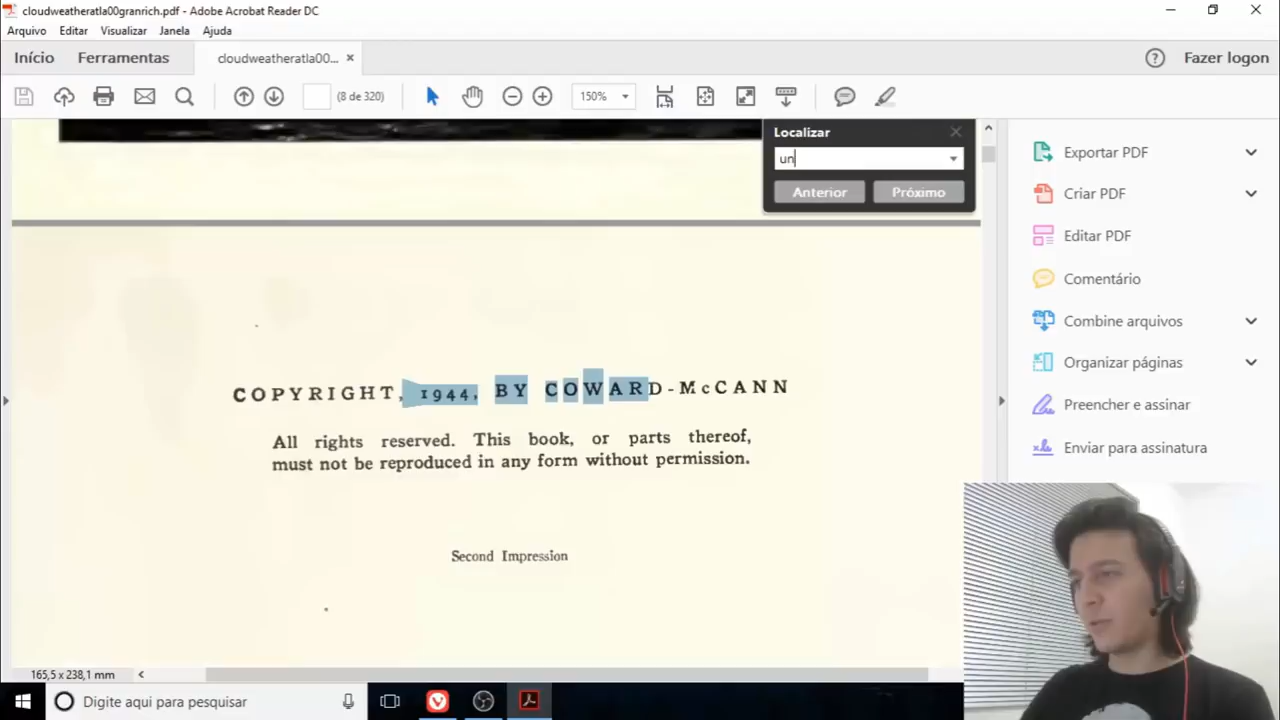 cloudweatheratla00granrich.pdf - Adobe Acrobat Reader DC
Arquivo Editar Visualizar Janela Ajuda
Início Ferramentas cloudweatheratla00... × Fazer logon
(8 de 320) 150%
Localizar
un
Anterior Próximo
Exportar PDF
Criar PDF
Editar PDF
Comentário
Combine arquivos
Organizar páginas
Preencher e assinar
Enviar para assinatura
COPYRIGHT, 1944, BY COWARD-McCANN
All rights reserved. This book, or parts thereof,
must not be reproduced in any form without permission.
Second Impression
165,5 x 238,1 mm
Digite aqui para pesquisar